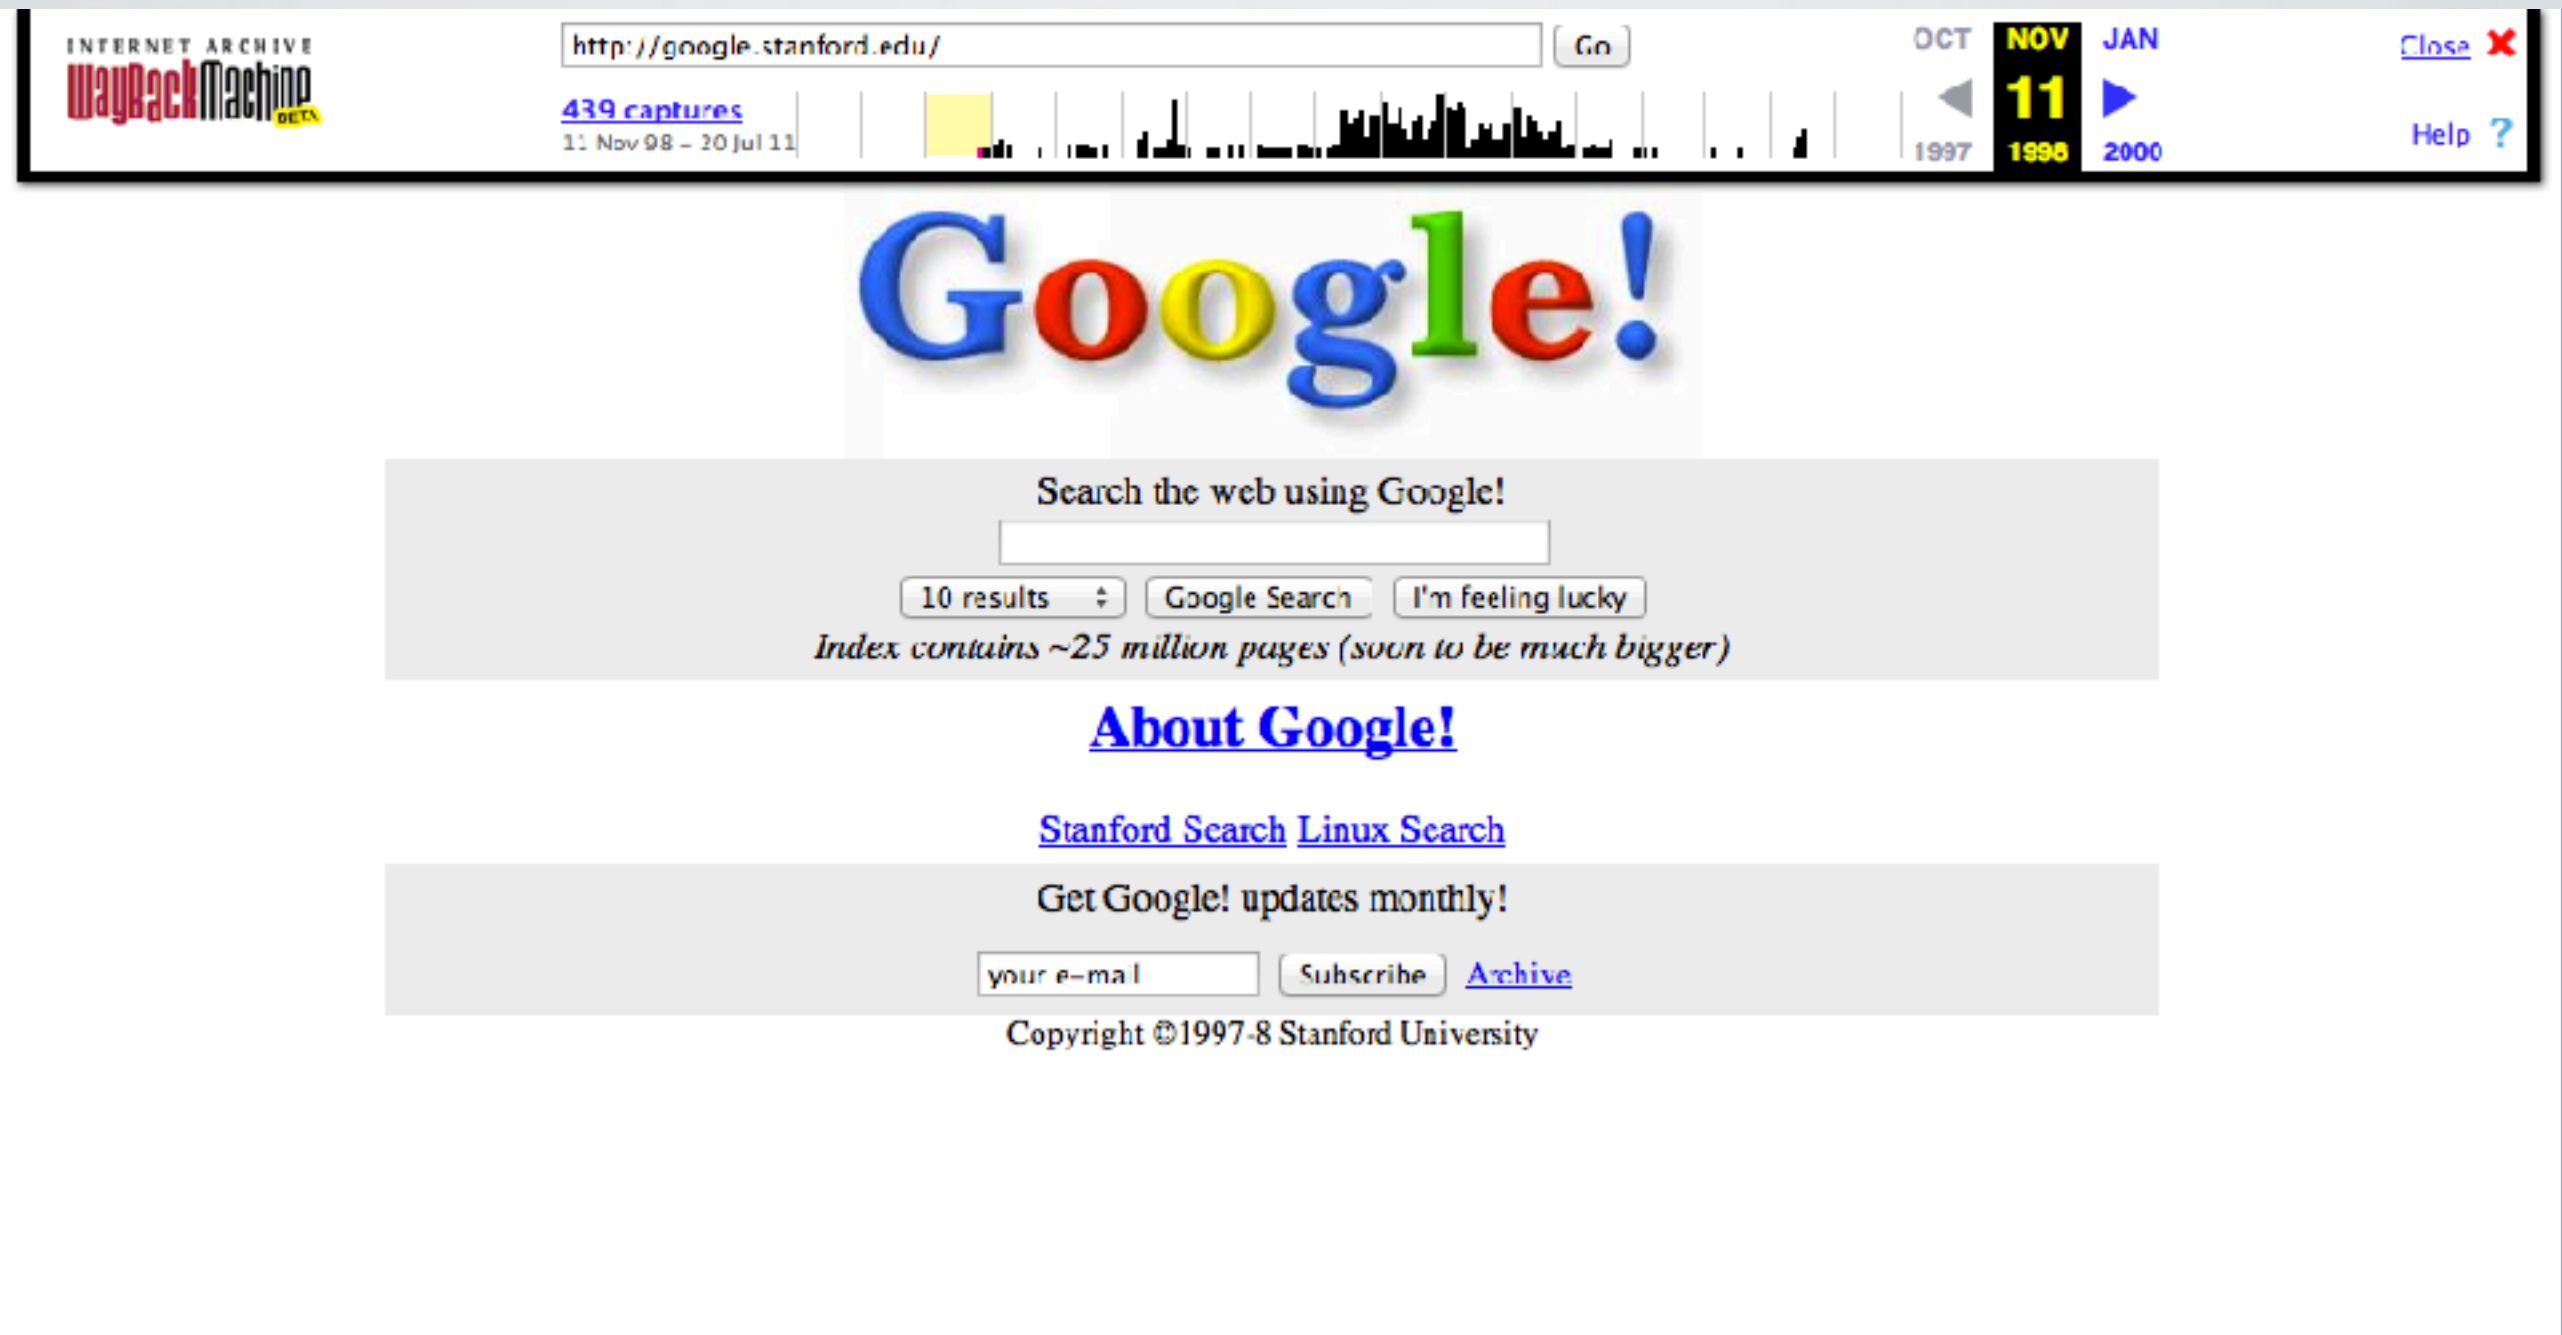 INTERNET ARCHIVE
WayBackMachine
BETA
http://google.stanford.edu/
Go
439 captures
11 Nov 98 – 20 Jul 11
OCT NOV JAN
11
1997 1998 2000
Close
Help ?
Google!
Search the web using Google!
10 results Google Search I'm feeling lucky
Index contains ~25 million pages (soon to be much bigger)
About Google!
Stanford Search Linux Search
Get Google! updates monthly!
your e-mail Subscribe Archive
Copyright ©1997-8 Stanford University